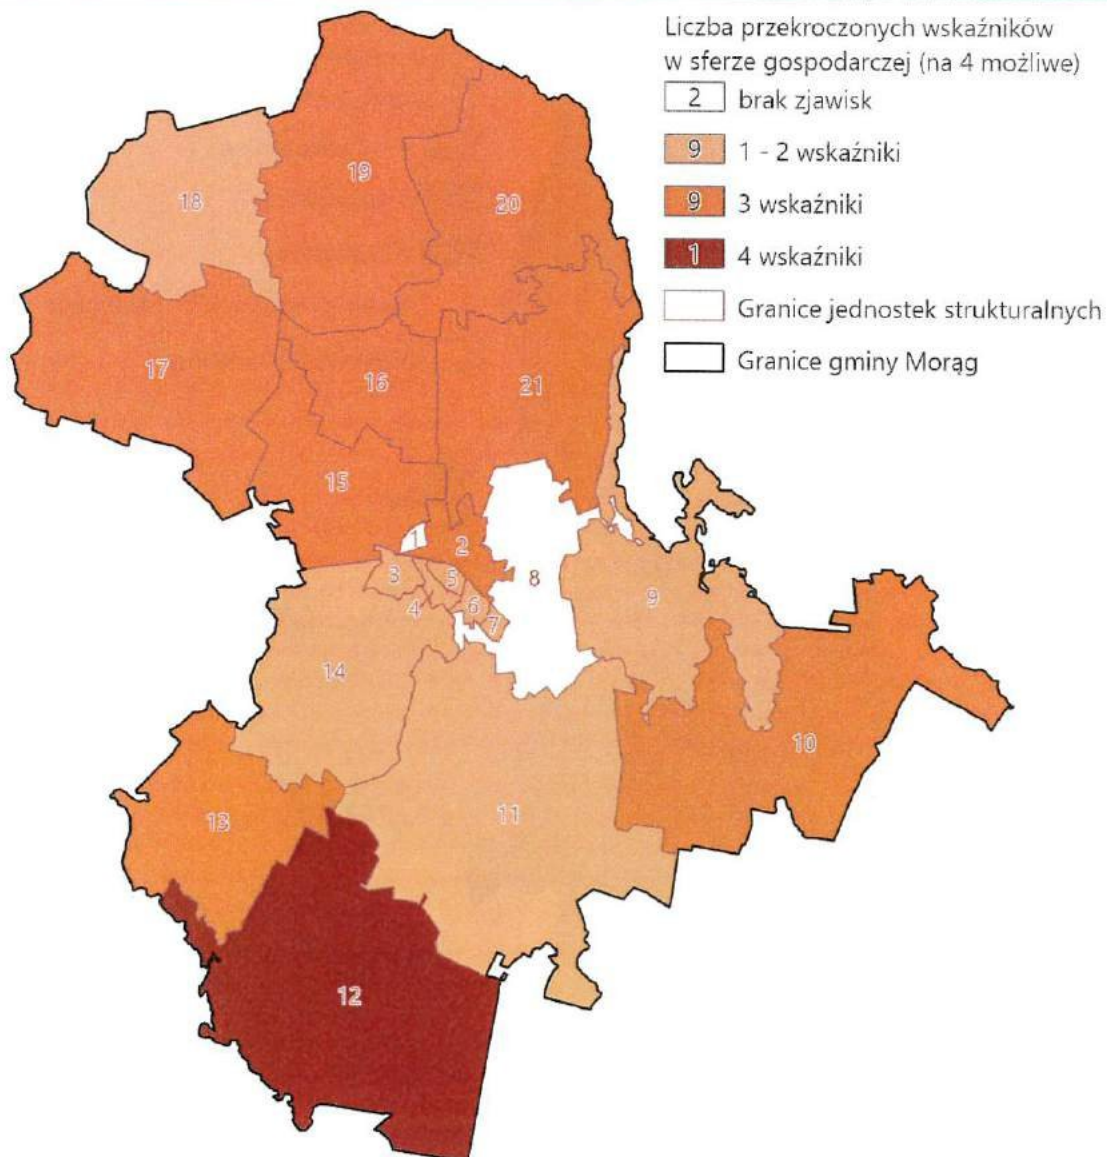 Liczba przekroczonych wskaźników
w sferze gospodarczej (na 4 możliwe)
2 brak zjawisk
9 1 - 2 wskaźniki
9 3 wskaźniki
1 4 wskaźniki
Granice jednostek strukturalnych
Granice gminy Morąg
18
19
20
17
16
21
15
1
2
3
5
8
4
6
7
9
14
10
13
11
12